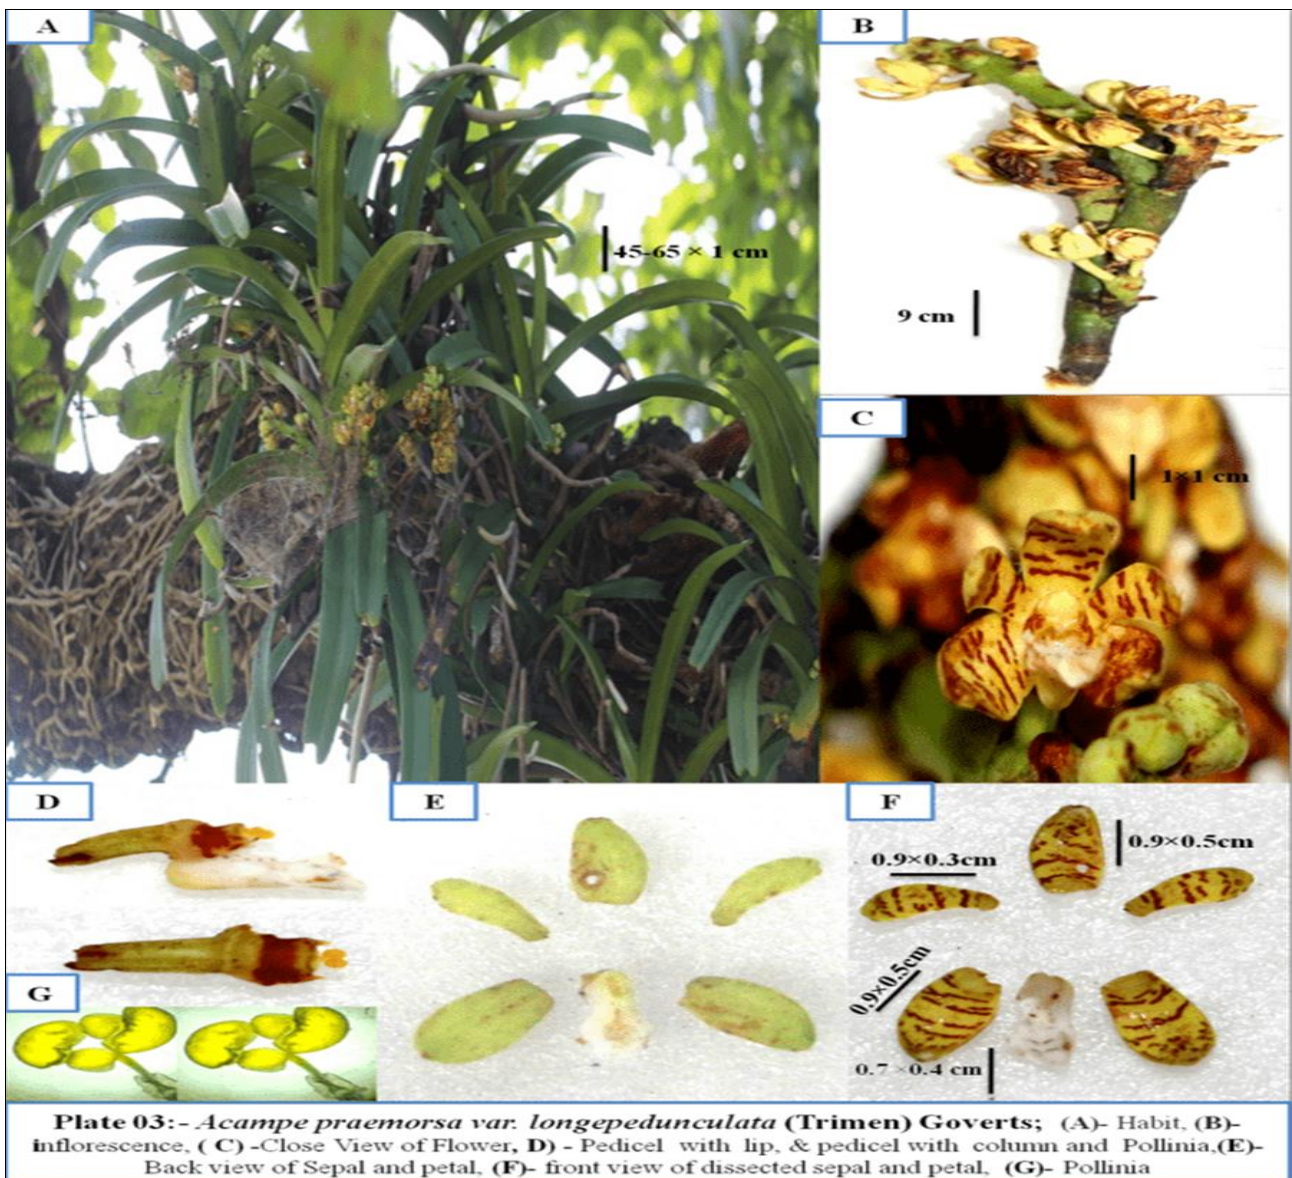 A
B
45-65 × 1 cm
9 cm
C
1×1 cm
D
E
F
0.9×0.3cm
0.9×0.5cm
0.9×0.5cm
G
0.7 ×0.4 cm
Plate 03:- Acampe praemorsa var. longepedunculata (Trimen) Goverts; (A)- Habit, (B)-
inflorescence, ( C) -Close View of Flower, D) - Pedicel with lip, & pedicel with column and Pollinia,(E)-
Back view of Sepal and petal, (F)- front view of dissected sepal and petal, (G)- Pollinia